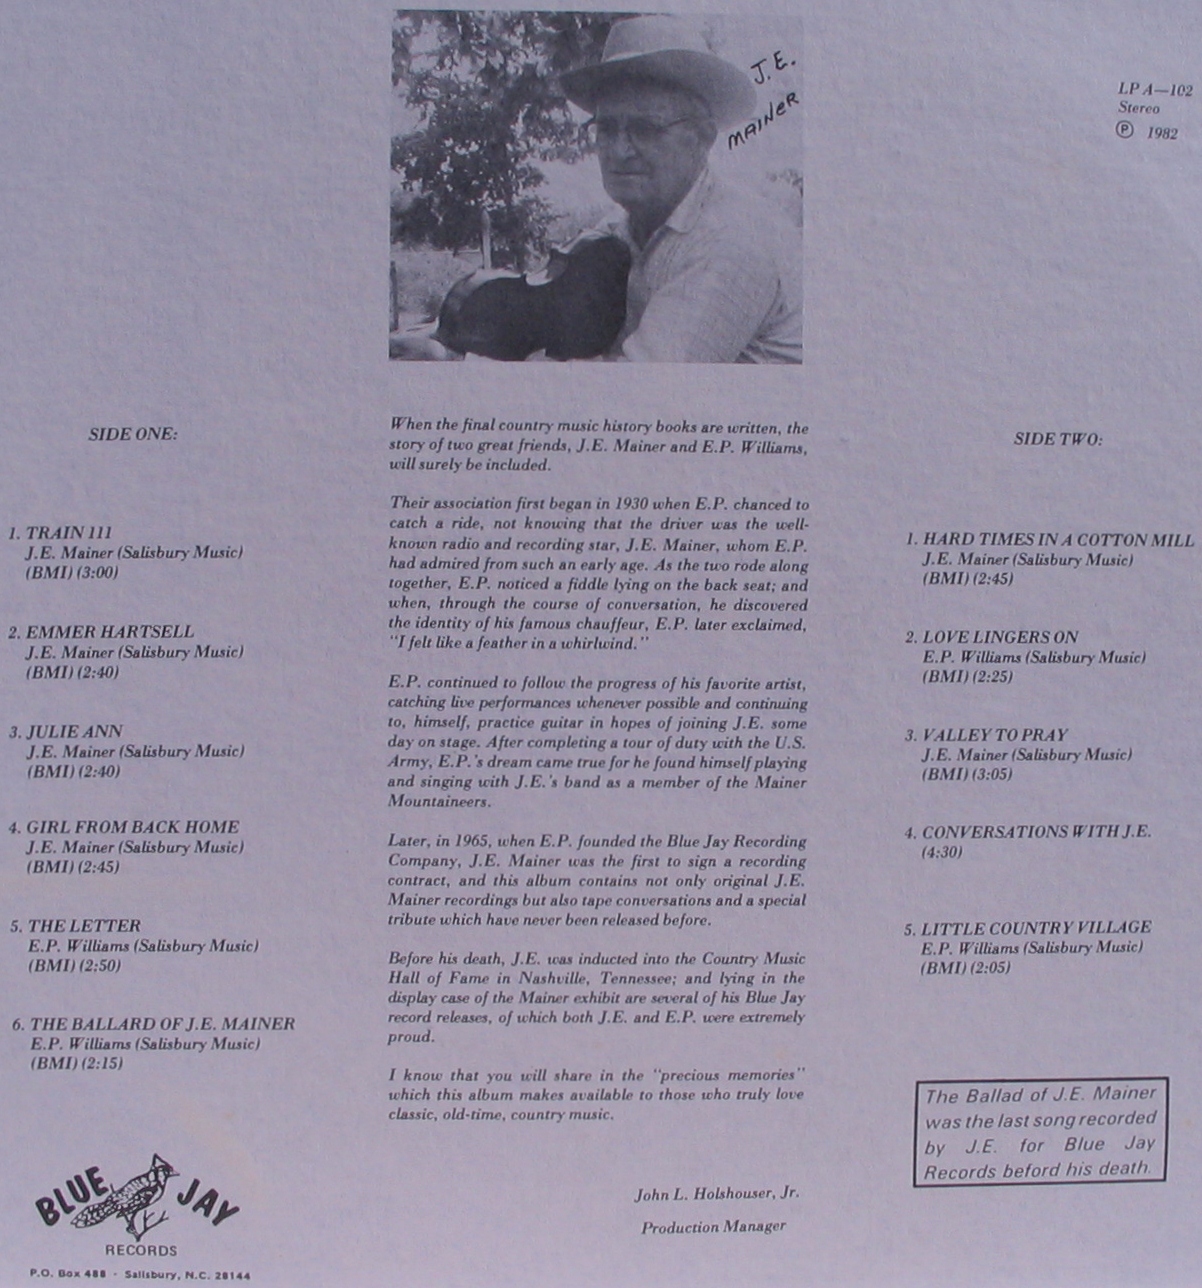 J.E.
MAINER
LP A—102
Stereo
Ⓟ 1982
SIDE ONE:
1. TRAIN 111
J.E. Mainer (Salisbury Music)
(BMI) (3:00)
2. EMMER HARTSELL
J.E. Mainer (Salisbury Music)
(BMI) (2:40)
3. JULIE ANN
J.E. Mainer (Salisbury Music)
(BMI) (2:40)
4. GIRL FROM BACK HOME
J.E. Mainer (Salisbury Music)
(BMI) (2:45)
5. THE LETTER
E.P. Williams (Salisbury Music)
(BMI) (2:50)
6. THE BALLARD OF J.E. MAINER
E.P. Williams (Salisbury Music)
(BMI) (2:15)
BLUE JAY
RECORDS
P.O. Box 488 - Salisbury, N.C. 28144
When the final country music history books are written, the
story of two great friends, J.E. Mainer and E.P. Williams,
will surely be included.
Their association first began in 1930 when E.P. chanced to
catch a ride, not knowing that the driver was the well-
known radio and recording star, J.E. Mainer, whom E.P.
had admired from such an early age. As the two rode along
together, E.P. noticed a fiddle lying on the back seat; and
when, through the course of conversation, he discovered
the identity of his famous chauffeur, E.P. later exclaimed,
"I felt like a feather in a whirlwind."
E.P. continued to follow the progress of his favorite artist,
catching live performances whenever possible and continuing
to, himself, practice guitar in hopes of joining J.E. some
day on stage. After completing a tour of duty with the U.S.
Army, E.P.'s dream came true for he found himself playing
and singing with J.E.'s band as a member of the Mainer
Mountaineers.
Later, in 1965, when E.P. founded the Blue Jay Recording
Company, J.E. Mainer was the first to sign a recording
contract, and this album contains not only original J.E.
Mainer recordings but also tape conversations and a special
tribute which have never been released before.
Before his death, J.E. was inducted into the Country Music
Hall of Fame in Nashville, Tennessee; and lying in the
display case of the Mainer exhibit are several of his Blue Jay
record releases, of which both J.E. and E.P. were extremely
proud.
I know that you will share in the "precious memories"
which this album makes available to those who truly love
classic, old-time, country music.
John L. Holshouser, Jr.
Production Manager
SIDE TWO:
1. HARD TIMES IN A COTTON MILL
J.E. Mainer (Salisbury Music)
(BMI) (2:45)
2. LOVE LINGERS ON
E.P. Williams (Salisbury Music)
(BMI) (2:25)
3. VALLEY TO PRAY
J.E. Mainer (Salisbury Music)
(BMI) (3:05)
4. CONVERSATIONS WITH J.E.
(4:30)
5. LITTLE COUNTRY VILLAGE
E.P. Williams (Salisbury Music)
(BMI) (2:05)
The Ballad of J.E. Mainer
was the last song recorded
by J.E. for Blue Jay
Records beford his death.